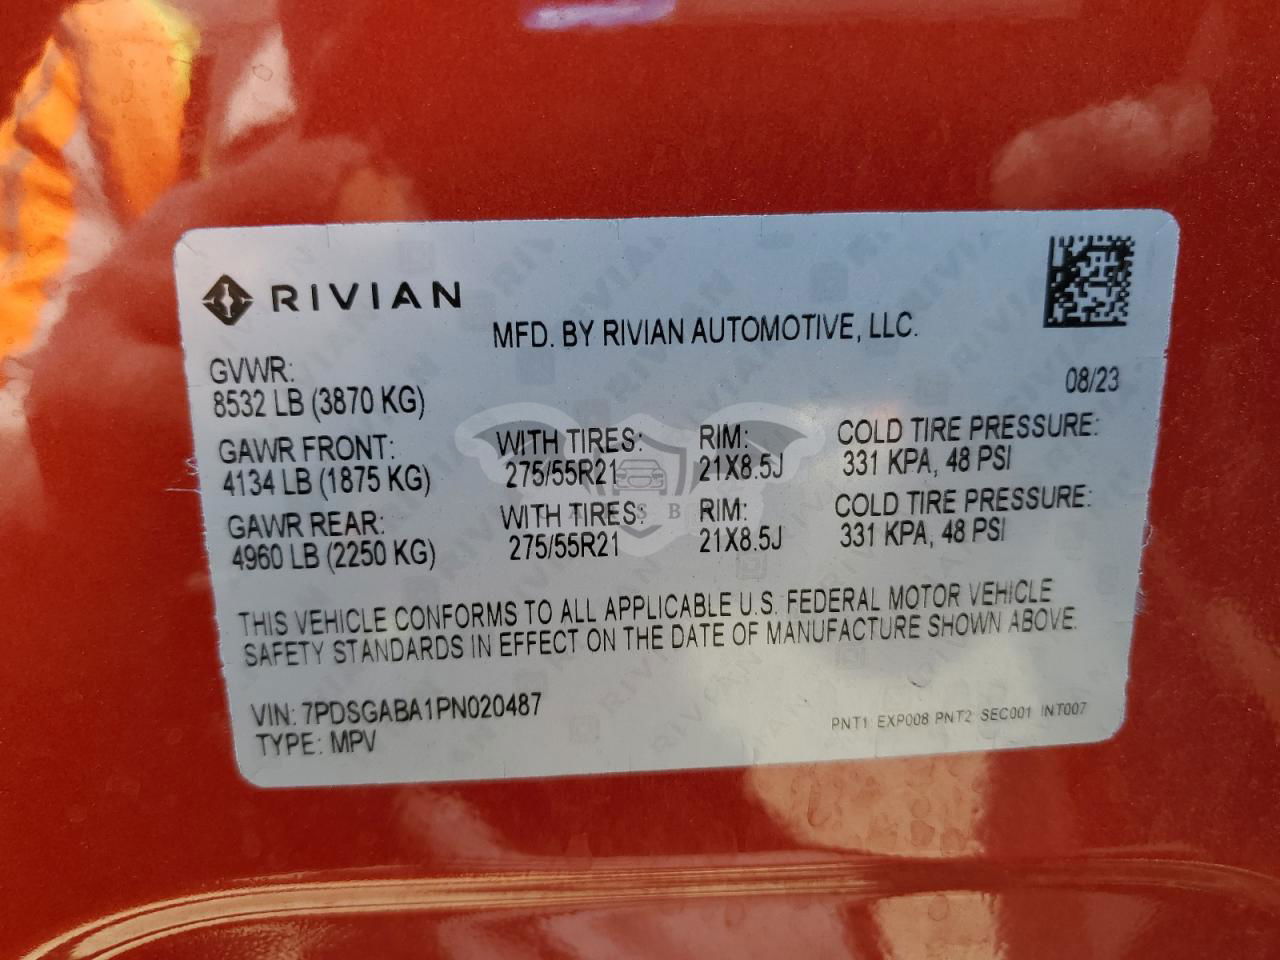 RIVIAN
MFD. BY RIVIAN AUTOMOTIVE, LLC.
GVWR:
8532 LB (3870 KG)
08/23
GAWR FRONT: WITH TIRES: RIM: COLD TIRE PRESSURE:
4134 LB (1875 KG) 275/55R21 21X8.5J 331 KPA, 48 PSI
GAWR REAR: WITH TIRES: RIM: COLD TIRE PRESSURE:
4960 LB (2250 KG) 275/55R21 21X8.5J 331 KPA, 48 PSI
THIS VEHICLE CONFORMS TO ALL APPLICABLE U.S. FEDERAL MOTOR VEHICLE
SAFETY STANDARDS IN EFFECT ON THE DATE OF MANUFACTURE SHOWN ABOVE.
VIN: 7PDSGABA1PN020487
TYPE: MPV
PNT1: EXP008 PNT2: SEC001 INT007